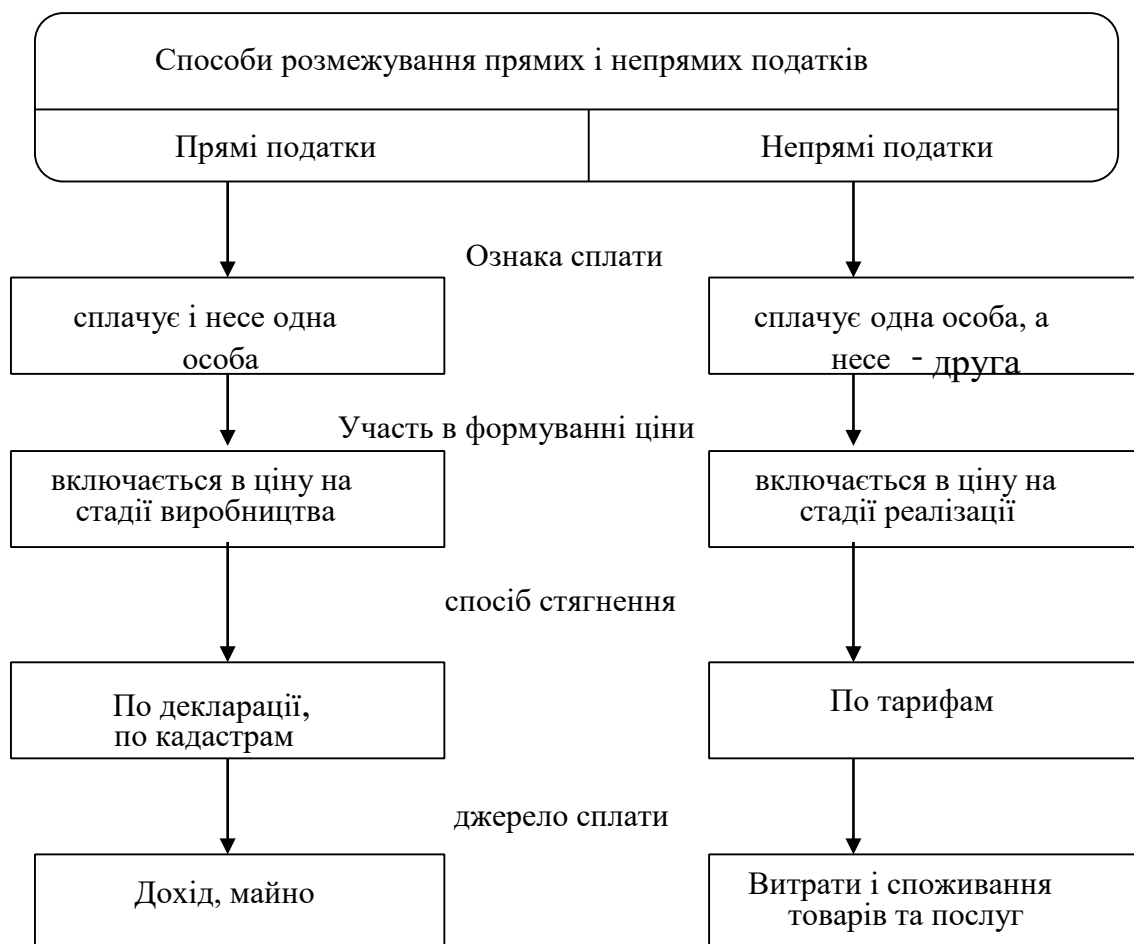 Способи розмежування прямих і непрямих податків
Прямі податки
Непрямі податки
Ознака сплати
сплачує і несе одна
особа
сплачує одна особа, а
несе - друга
Участь в формуванні ціни
включається в ціну на
стадії виробництва
включається в ціну на
стадії реалізації
спосіб стягнення
По декларації,
по кадастрам
По тарифам
джерело сплати
Дохід, майно
Витрати і споживання
товарів та послуг